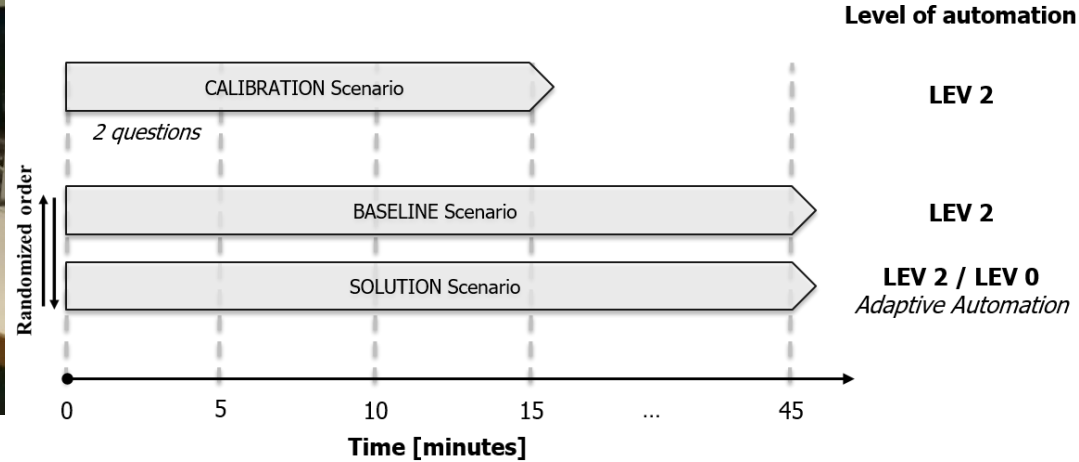 Level of automation
CALIBRATION Scenario
LEV 2
2 questions
Randomized order
BASELINE Scenario
LEV 2
SOLUTION Scenario
LEV 2 / LEV 0
Adaptive Automation
0 5 10 15 ... 45
Time [minutes]